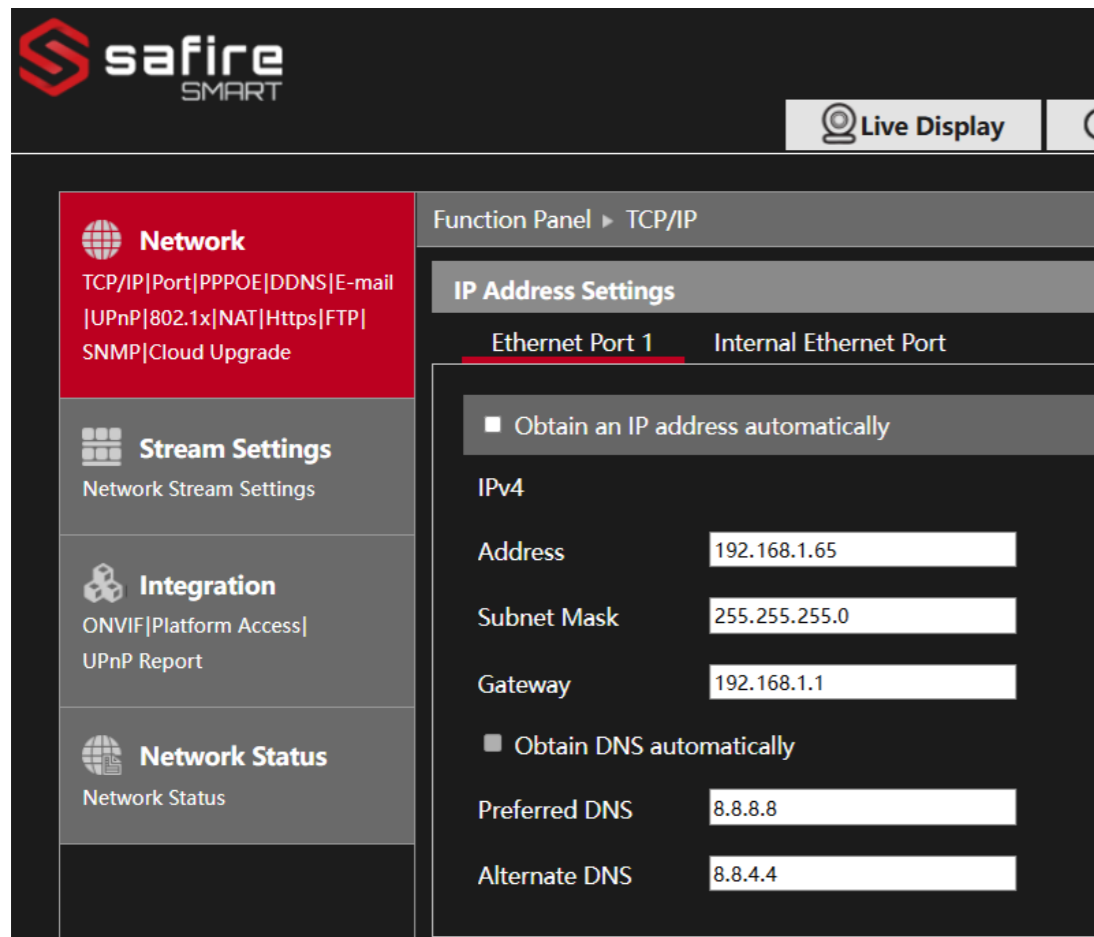 safire
SMART
Live Display
Network
TCP/IP|Port|PPPOE|DDNS|E-mail
|UPnP|802.1x|NAT|Https|FTP|
SNMP|Cloud Upgrade
Stream Settings
Network Stream Settings
Integration
ONVIF|Platform Access|
UPnP Report
Network Status
Network Status
Function Panel ▸ TCP/IP
IP Address Settings
Ethernet Port 1 Internal Ethernet Port
Obtain an IP address automatically
IPv4
Address 192.168.1.65
Subnet Mask 255.255.255.0
Gateway 192.168.1.1
Obtain DNS automatically
Preferred DNS 8.8.8.8
Alternate DNS 8.8.4.4